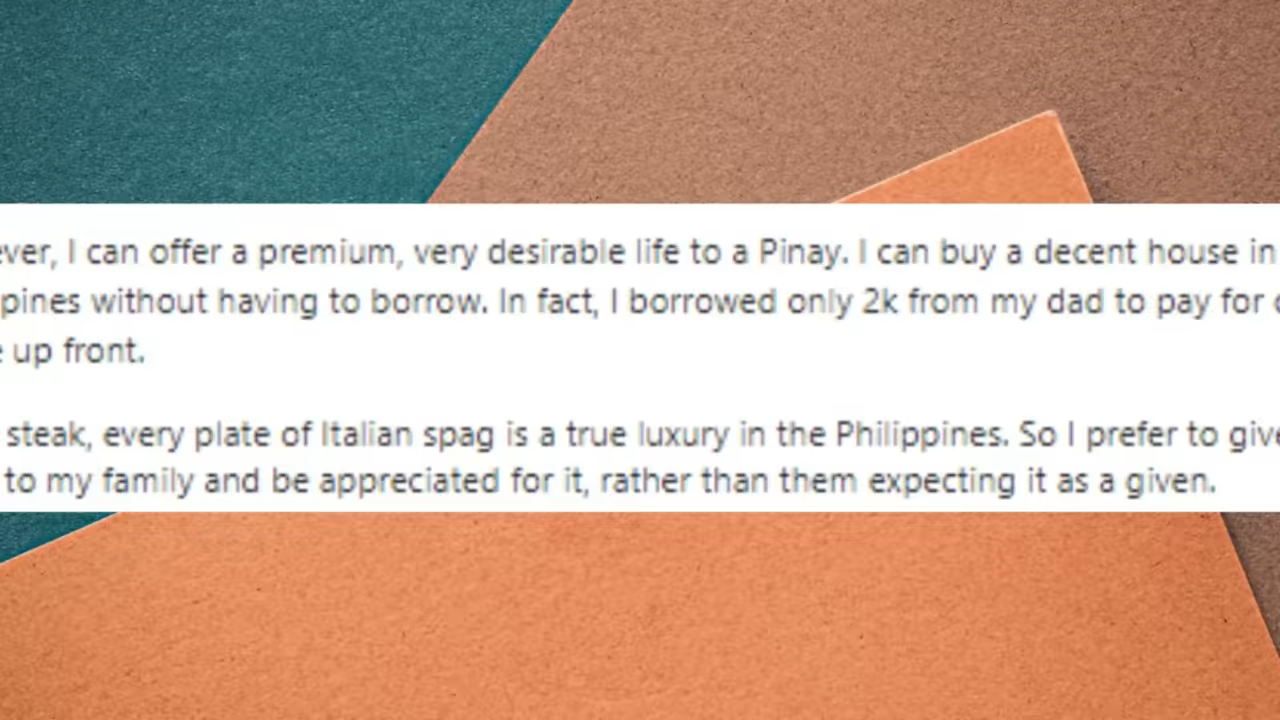 ever, I can offer a premium, very desirable life to a Pinay. I can buy a decent house in
ppines without having to borrow. In fact, I borrowed only 2k from my dad to pay for
up front.
steak, every plate of Italian spag is a true luxury in the Philippines. So I prefer to give
to my family and be appreciated for it, rather than them expecting it as a given.